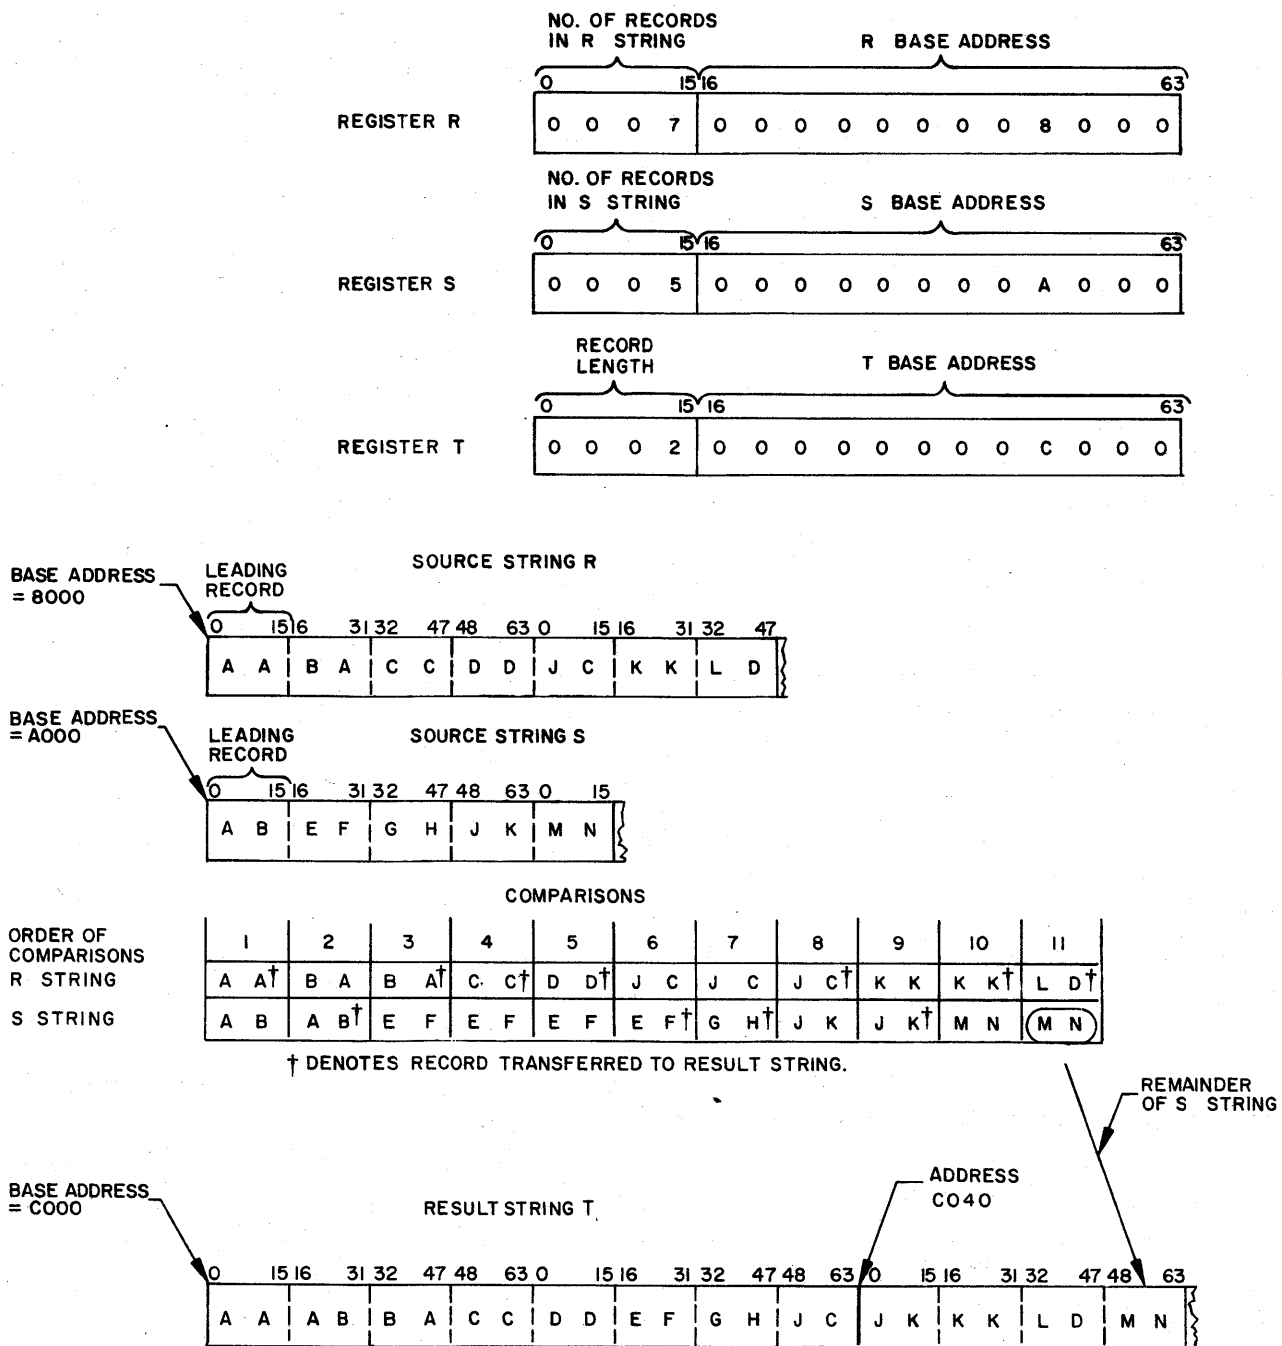 NO. OF RECORDS
IN R STRING
R BASE ADDRESS
0 15 16 63
REGISTER R
0 0 0 7 0 0 0 0 0 0 0 0 8 0 0 0
NO. OF RECORDS
IN S STRING
S BASE ADDRESS
0 15 16 63
REGISTER S
0 0 0 5 0 0 0 0 0 0 0 0 A 0 0 0
RECORD
LENGTH
T BASE ADDRESS
0 15 16 63
REGISTER T
0 0 0 2 0 0 0 0 0 0 0 0 C 0 0 0
SOURCE STRING R
BASE ADDRESS
= 8000
LEADING
RECORD
0 15 16 31 32 47 48 63 0 15 16 31 32 47
A A B A C C D D J C K K L D
BASE ADDRESS
= A000
LEADING
RECORD
SOURCE STRING S
0 15 16 31 32 47 48 63 0 15
A B E F G H J K M N
COMPARISONS
ORDER OF
COMPARISONS
1 2 3 4 5 6 7 8 9 10 11
R STRING
A A† B A B A† C C† D D† J C J C J C† K K K K† L D†
S STRING
A B A B† E F E F E F E F† G H† J K J K† M N M N
† DENOTES RECORD TRANSFERRED TO RESULT STRING.
REMAINDER
OF S STRING
ADDRESS
C040
BASE ADDRESS
= C000
RESULT STRING T
0 15 16 31 32 47 48 63 0 15 16 31 32 47 48 63 0 15 16 31 32 47 48 63
A A A B B A C C D D E F G H J C J K K K L D M N